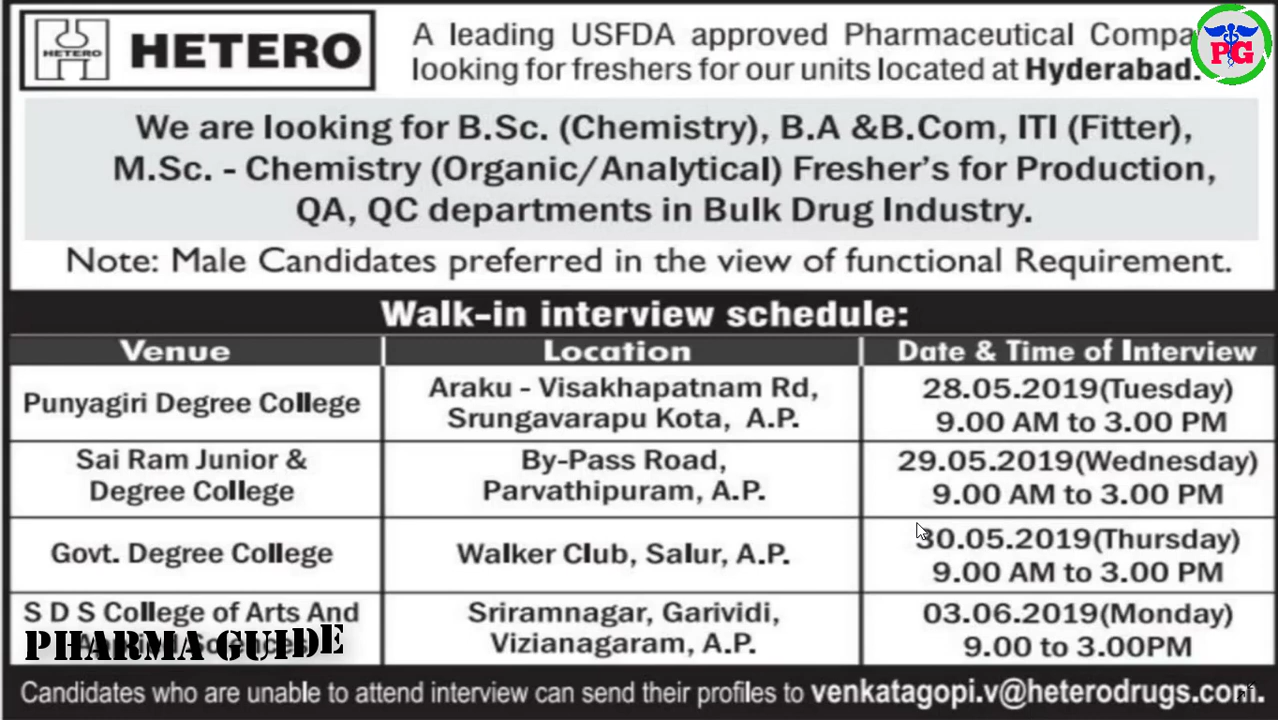 HETERO
HETERO
A leading USFDA approved Pharmaceutical Compa
PG
looking for freshers for our units located at Hyderabad.
We are looking for B.Sc. (Chemistry), B.A &B.Com, ITI (Fitter),
M.Sc. - Chemistry (Organic/Analytical) Fresher's for Production,
QA, QC departments in Bulk Drug Industry.
Note: Male Candidates preferred in the view of functional Requirement.
Walk-in interview schedule:
Venue Location Date & Time of Interview
Punyagiri Degree College
Araku - Visakhapatnam Rd,
Srungavarapu Kota, A.P.
28.05.2019(Tuesday)
9.00 AM to 3.00 PM
Sai Ram Junior &
Degree College
By-Pass Road,
Parvathipuram, A.P.
29.05.2019(Wednesday)
9.00 AM to 3.00 PM
Govt. Degree College
Walker Club, Salur, A.P.
30.05.2019(Thursday)
9.00 AM to 3.00 PM
S D S College of Arts And
PHARMA GUIDE
Sriramnagar, Garividi,
Vizianagaram, A.P.
03.06.2019(Monday)
9.00 to 3.00PM
Candidates who are unable to attend interview can send their profiles to venkatagopi.v@heterodrugs.com.